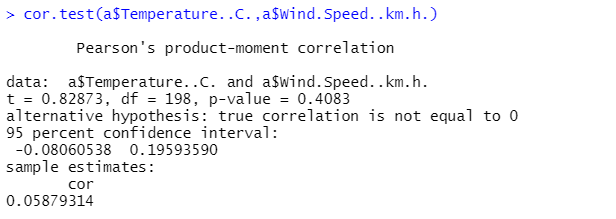 > cor.test(a$Temperature..C.,a$Wind.Speed..km.h.)
Pearson's product-moment correlation
data:  a$Temperature..C. and a$Wind.Speed..km.h.
t = 0.82873, df = 198, p-value = 0.4083
alternative hypothesis: true correlation is not equal to 0
95 percent confidence interval:
-0.08060538  0.19593590
sample estimates:
cor
0.05879314